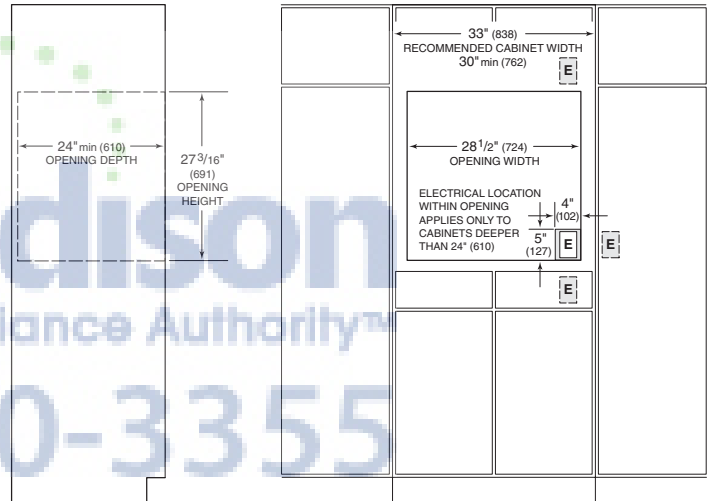 33" (838)
RECOMMENDED CABINET WIDTH
30" min (762)
E
24" min (610)
OPENING DEPTH
27 3/16"
(691)
OPENING
HEIGHT
28 1/2" (724)
OPENING WIDTH
ELECTRICAL LOCATION
WITHIN OPENING
APPLIES ONLY TO
CABINETS DEEPER
THAN 24" (610)
4"
(102)
5"
(127)
E
E
E
dison
iance Authority™
0-3355